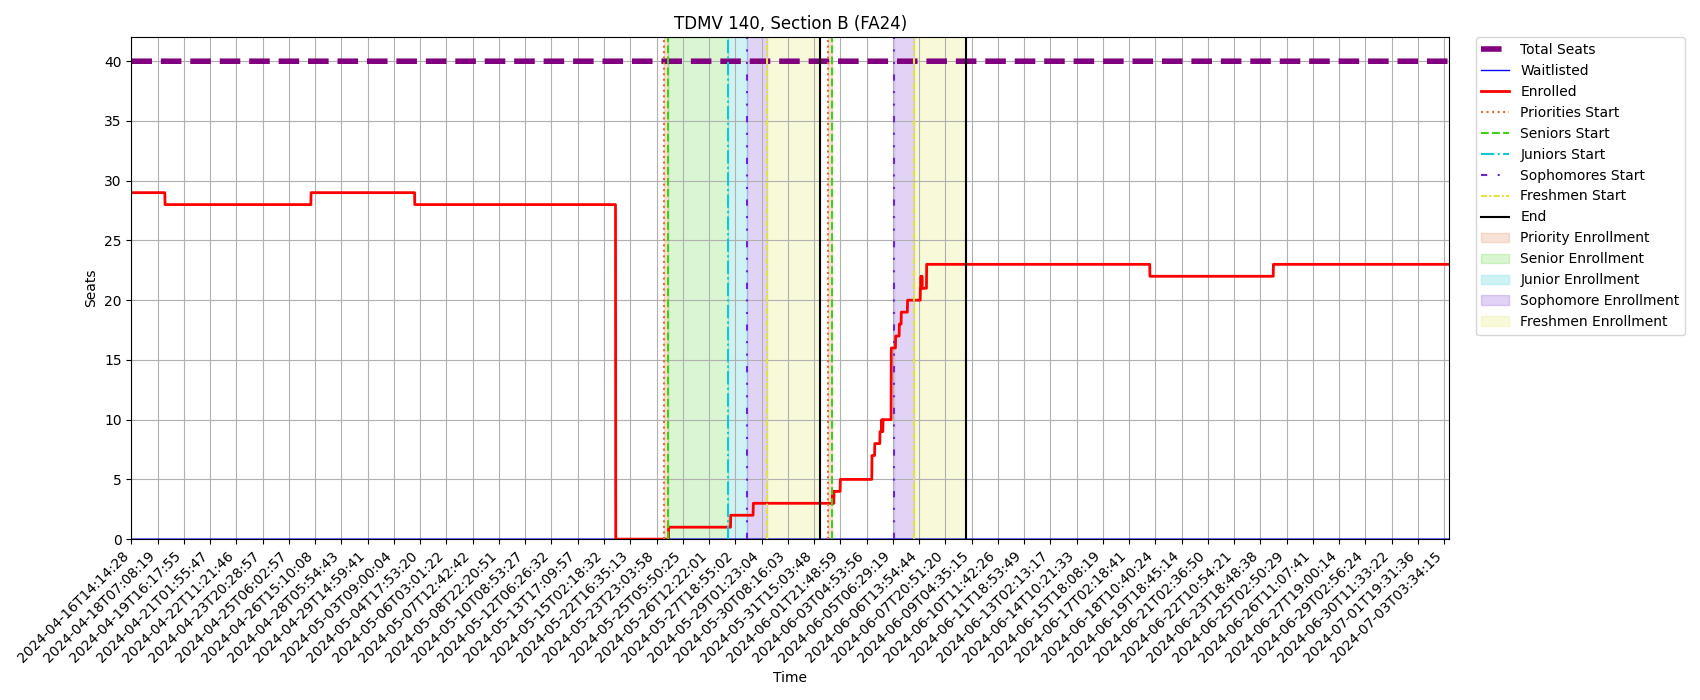 TDMV 140, Section B (FA24)
Seats
40
35
30
25
20
15
10
5
0
2024-04-16T14:14:28
2024-04-18T07:08:19
2024-04-19T16:17:55
2024-04-21T01:55:47
2024-04-22T11:21:46
2024-04-23T20:28:57
2024-04-25T06:02:57
2024-04-26T15:10:08
2024-04-28T05:54:43
2024-04-29T14:59:41
2024-05-03T09:00:04
2024-05-04T17:53:20
2024-05-06T03:01:22
2024-05-07T12:42:42
2024-05-08T22:20:51
2024-05-10T08:53:27
2024-05-12T06:26:32
2024-05-13T17:09:57
2024-05-15T02:18:32
2024-05-22T16:35:13
2024-05-23T23:03:58
2024-05-25T05:50:25
2024-05-26T12:22:01
2024-05-27T18:55:02
2024-05-29T01:23:04
2024-05-30T08:16:03
2024-05-31T15:03:48
2024-06-01T21:48:59
2024-06-03T04:53:56
2024-06-05T06:29:19
2024-06-06T13:54:44
2024-06-07T20:51:20
2024-06-09T04:35:15
2024-06-10T11:42:26
2024-06-11T18:53:49
2024-06-13T02:13:17
2024-06-14T10:21:33
2024-06-15T18:08:19
2024-06-17T02:18:41
2024-06-18T10:40:24
2024-06-19T18:45:14
2024-06-21T02:36:50
2024-06-22T10:54:21
2024-06-23T18:48:38
2024-06-25T02:50:29
2024-06-26T11:07:41
2024-06-27T19:00:14
2024-06-29T02:56:24
2024-06-30T11:33:22
2024-07-01T19:31:36
2024-07-03T03:34:15
Time
Total Seats
Waitlisted
Enrolled
Priorities Start
Seniors Start
Juniors Start
Sophomores Start
Freshmen Start
End
Priority Enrollment
Senior Enrollment
Junior Enrollment
Sophomore Enrollment
Freshmen Enrollment